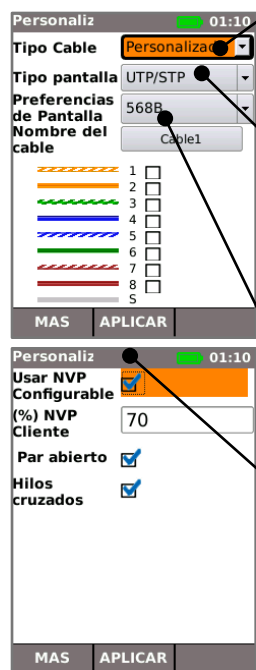 Personaliz 01:10
Tipo Cable Personalizado
Tipo pantalla UTP/STP
Preferencias de Pantalla 568B
Nombre del cable Cable1
1
2
3
4
5
6
7
8
S
MAS APLICAR
Personaliz 01:10
Usar NVP Configurable
(%) NVP Cliente 70
Par abierto
Hilos cruzados
MAS APLICAR